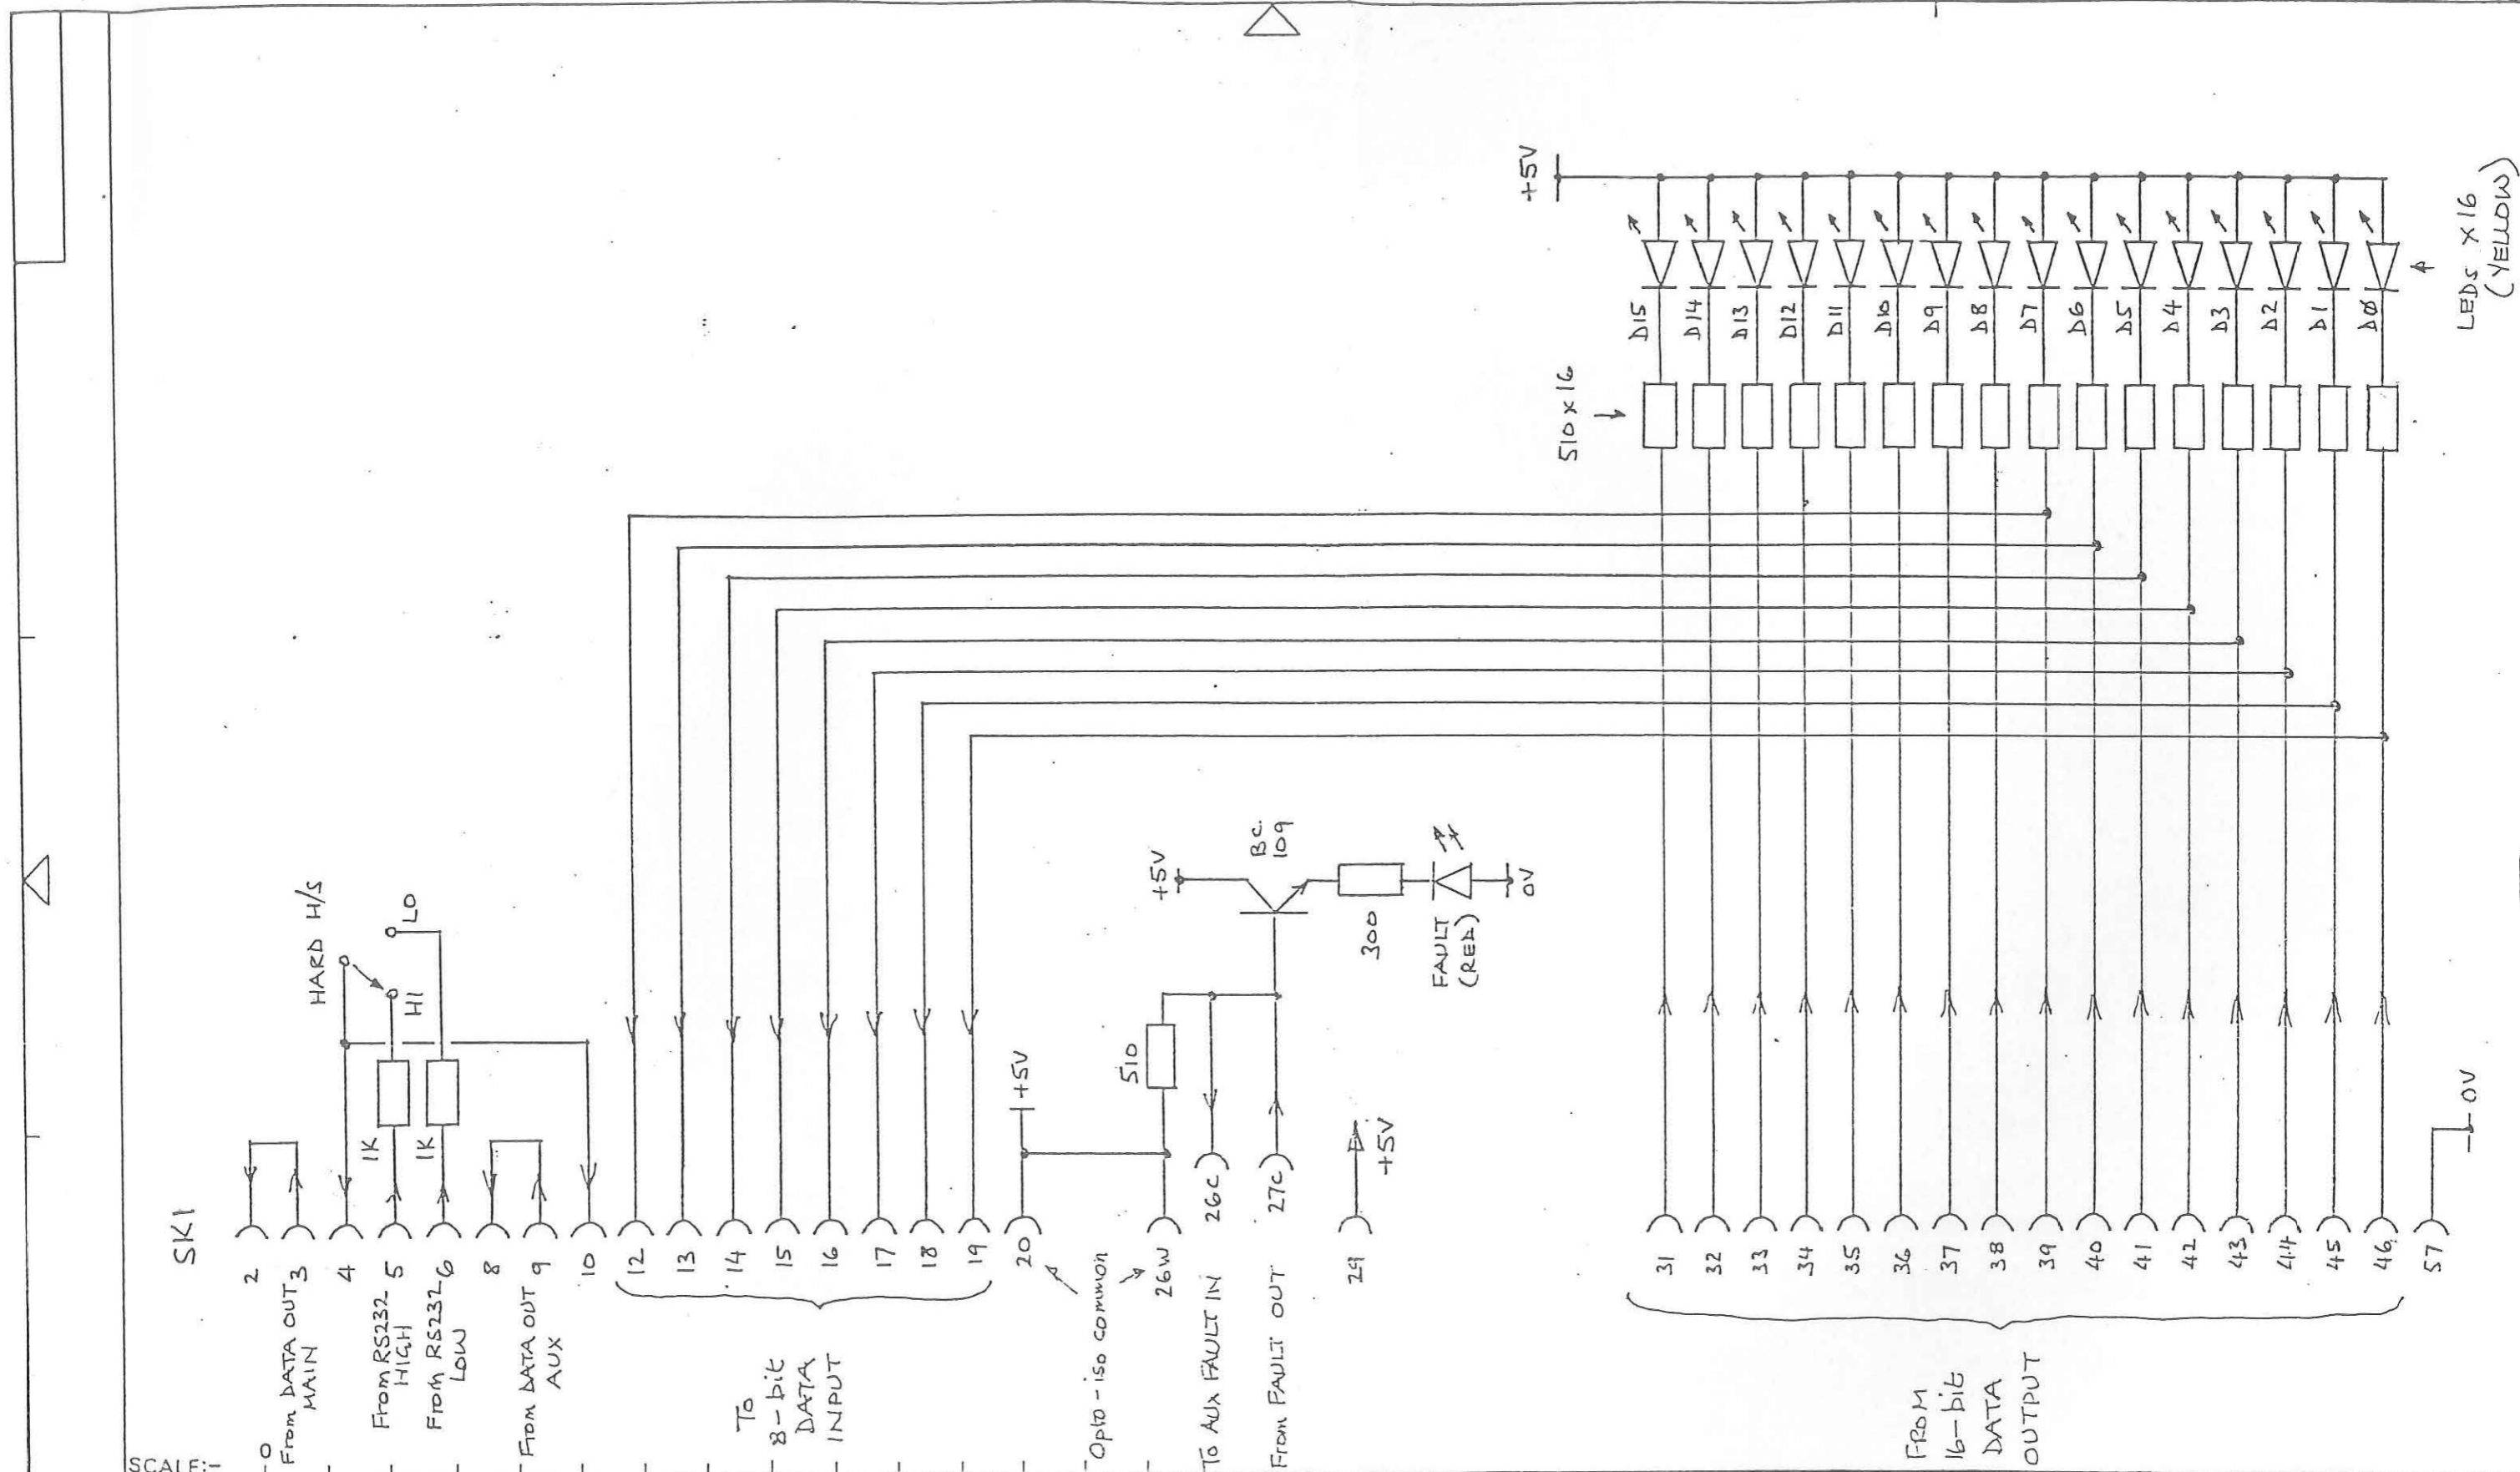 SK1
2
3
4
5
6
8
9
10
12
13
14
15
16
17
18
19
20
26W
26C
27C
29
31
32
33
34
35
36
37
38
39
40
41
42
43
44
45
46
57
From DATA OUT
MAIN
From RS232
HIGH
From RS232
LOW
From DATA OUT
AUX
To
8-bit
DATA
INPUT
Opto-iso common
To AUX FAULT IN
From FAULT OUT
FROM
16-bit
DATA
OUTPUT
HARD H/S
HI
LO
1K
1K
+5V
510
+5V
BC
109
300
FAULT
(RED)
0V
+5V
0V
+5V
510 x 16
D15
D14
D13
D12
D11
D10
D9
D8
D7
D6
D5
D4
D3
D2
D1
DØ
LEDs X 16
(YELLOW)
SCALE:-